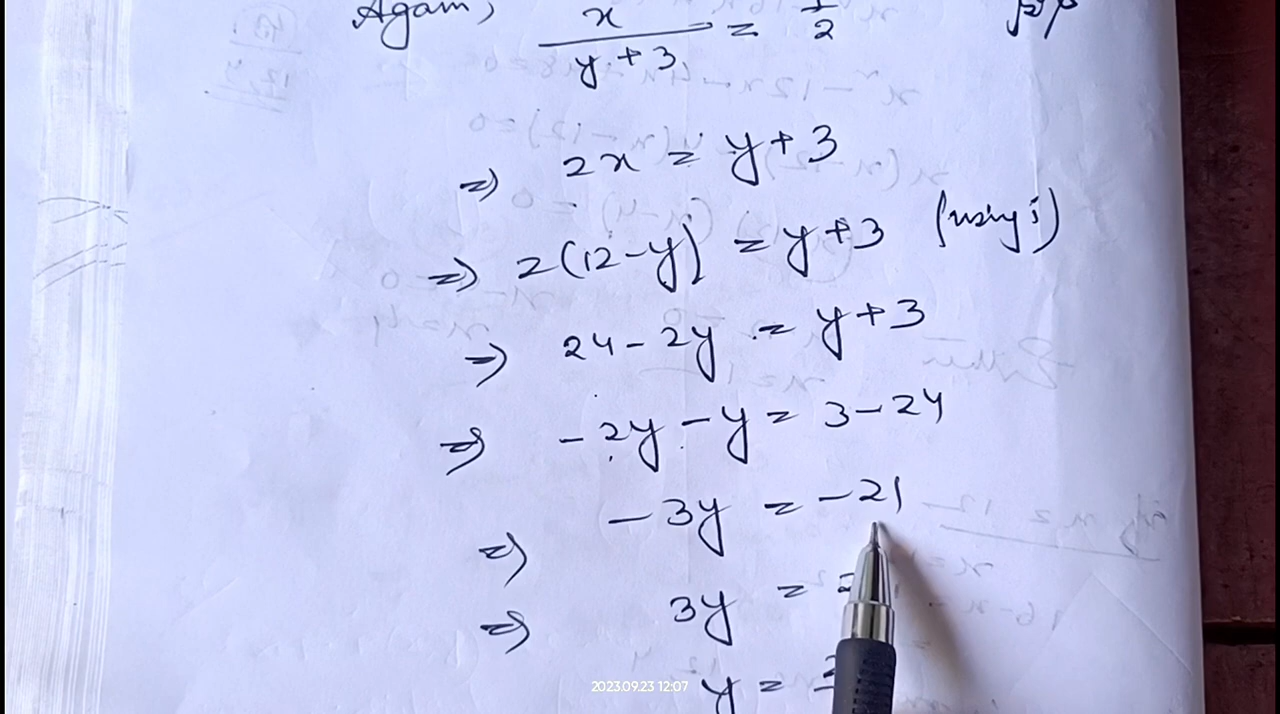 Again, x/(y+3) = 1/2
=> 2x = y+3
=> 2(12-y) = y+3 (using i)
=> 24-2y = y+3
=> -2y-y = 3-24
=> -3y = -21
=> 3y =
y =
2023.09.23 12:07